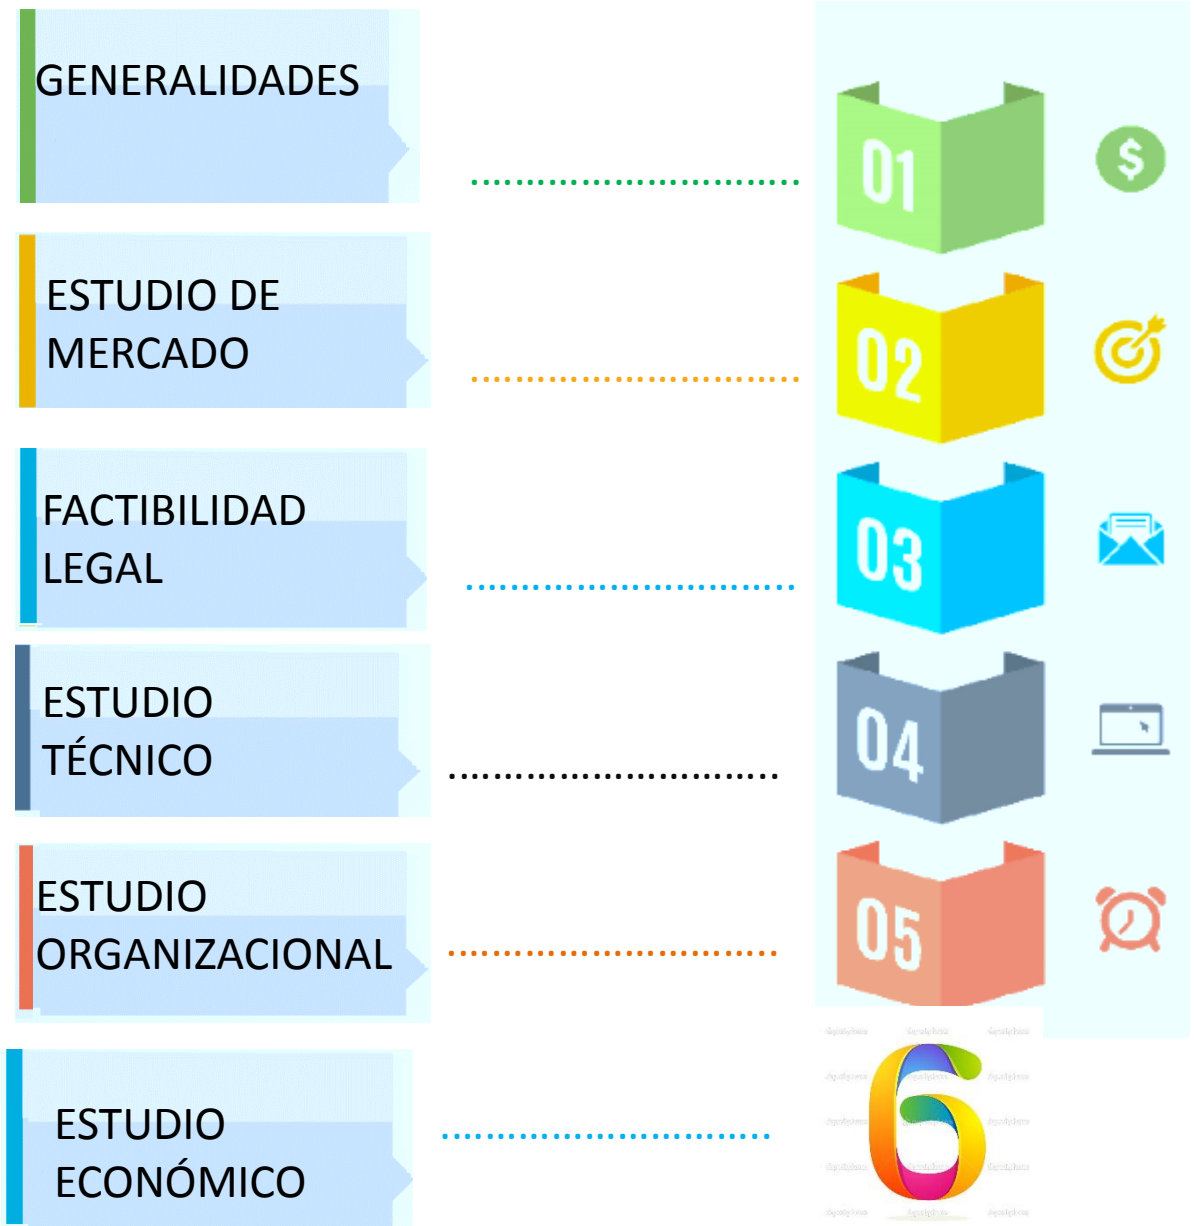 GENERALIDADES
01
$
ESTUDIO DE
MERCADO
02
FACTIBILIDAD
LEGAL
03
ESTUDIO
TÉCNICO
04
ESTUDIO
ORGANIZACIONAL
05
ESTUDIO
ECONÓMICO
6